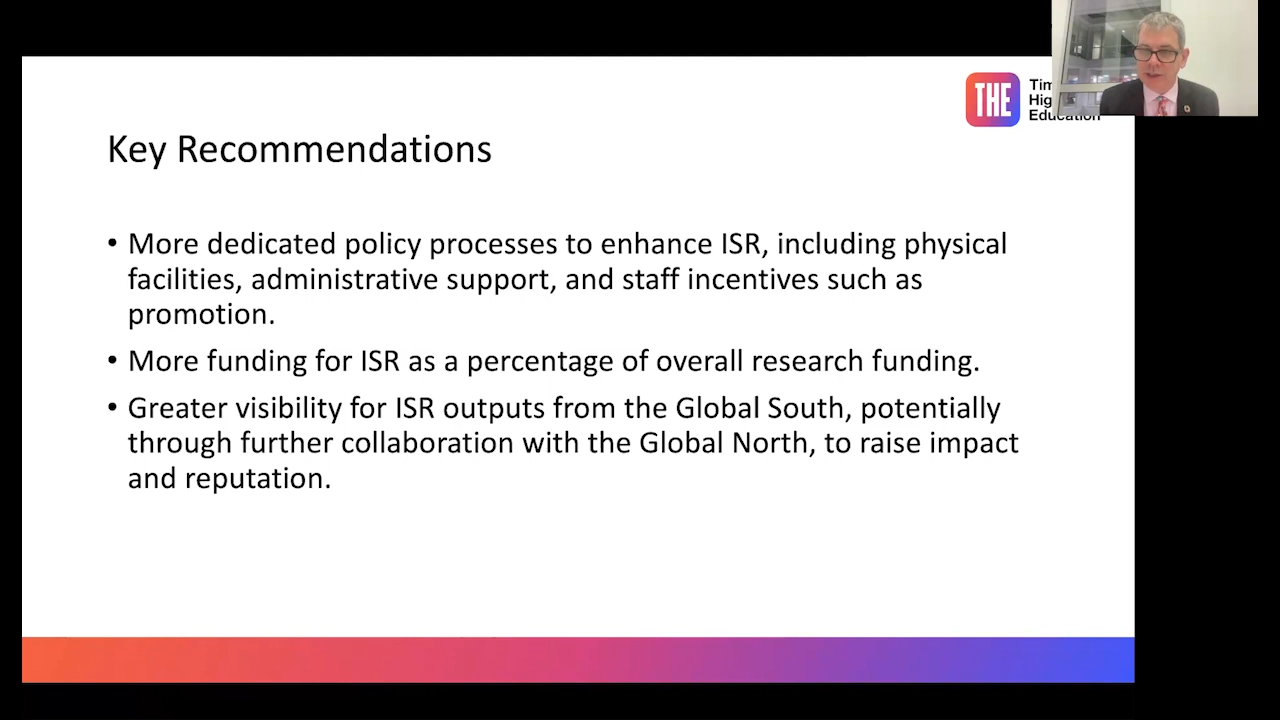 THE
Education
Key Recommendations
• More dedicated policy processes to enhance ISR, including physical
facilities, administrative support, and staff incentives such as
promotion.
• More funding for ISR as a percentage of overall research funding.
• Greater visibility for ISR outputs from the Global South, potentially
through further collaboration with the Global North, to raise impact
and reputation.